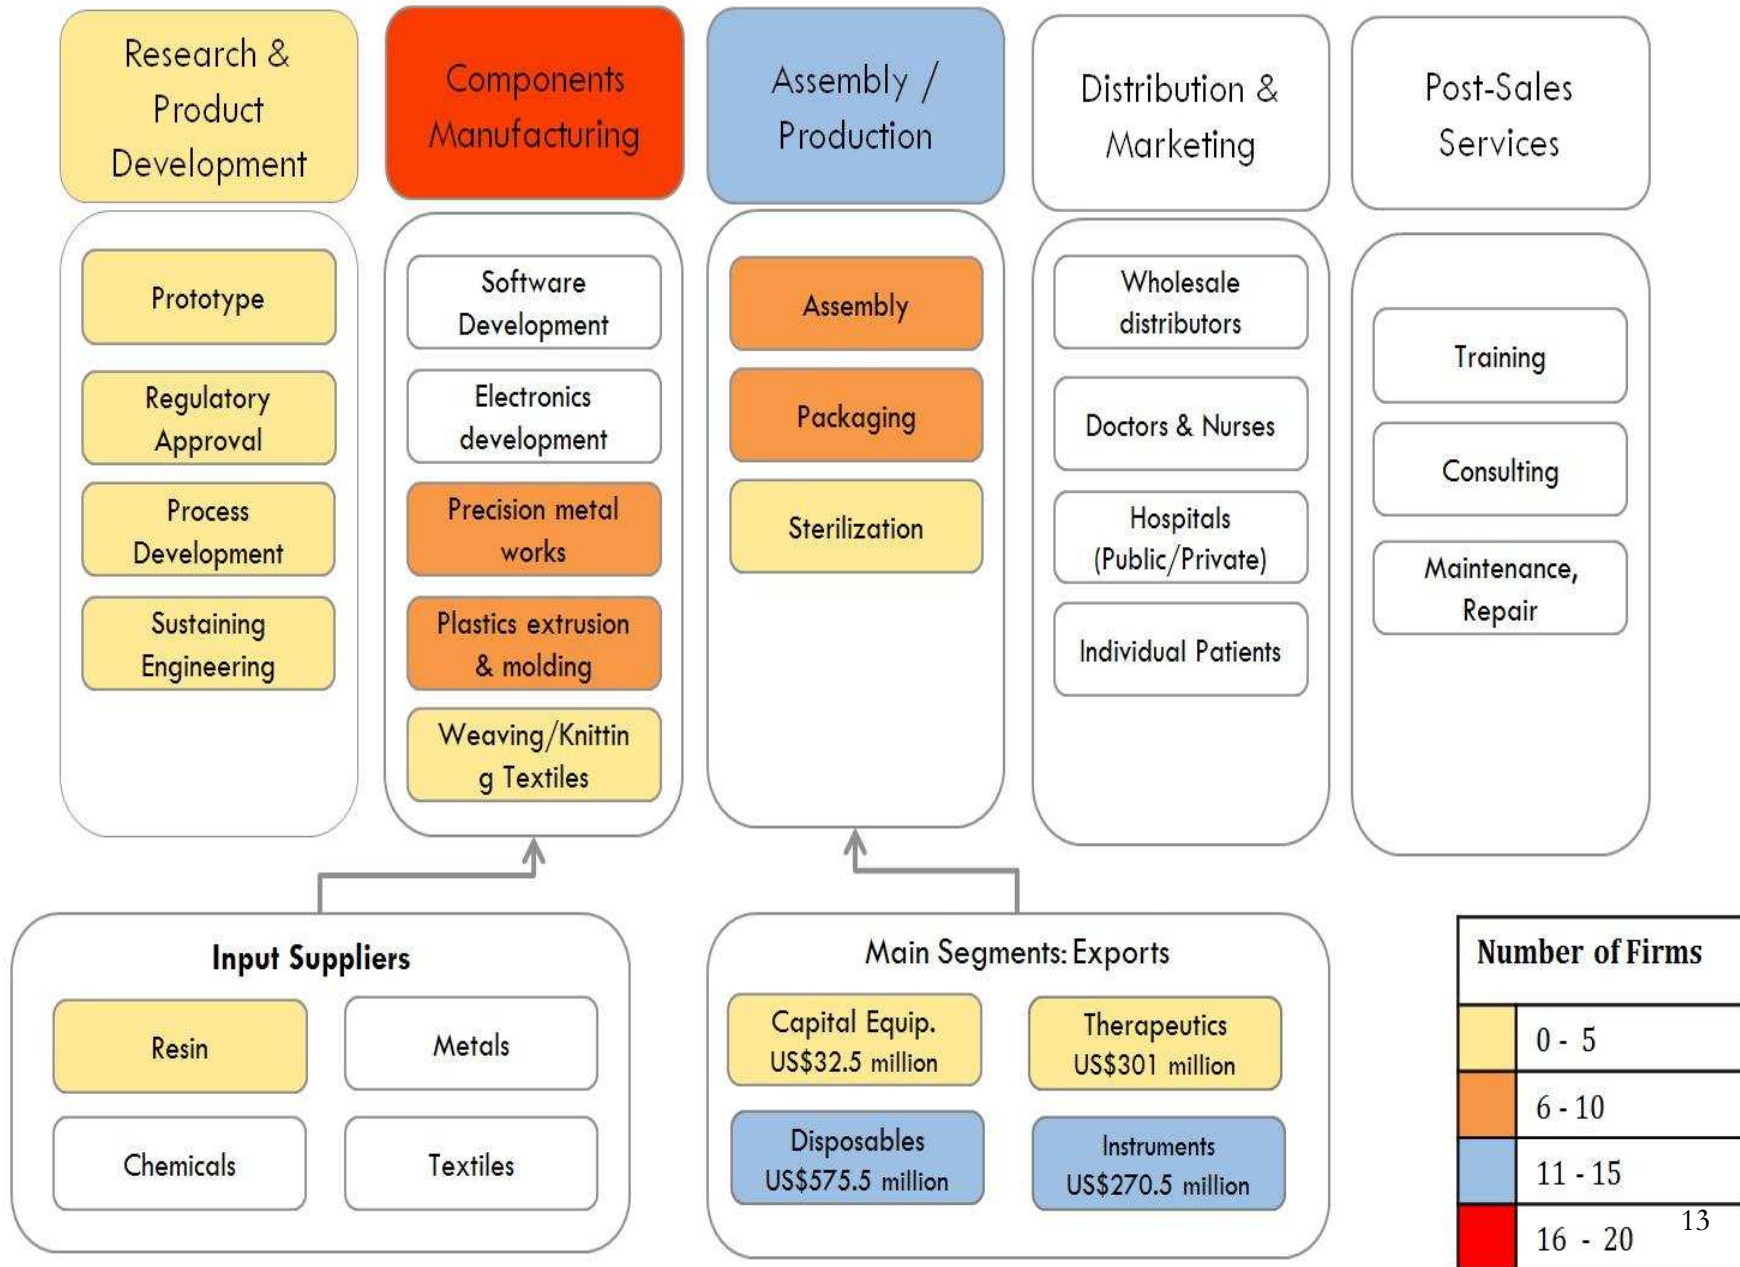 Research &
Product
Development
Components
Manufacturing
Assembly /
Production
Distribution &
Marketing
Post-Sales
Services
Prototype
Regulatory
Approval
Process
Development
Sustaining
Engineering
Software
Development
Electronics
development
Precision metal
works
Plastics extrusion
& molding
Weaving/Knittin
g Textiles
Assembly
Packaging
Sterilization
Wholesale
distributors
Doctors & Nurses
Hospitals
(Public/Private)
Individual Patients
Training
Consulting
Maintenance,
Repair
Input Suppliers
Resin
Metals
Chemicals
Textiles
Main Segments: Exports
Capital Equip.
US$32.5 million
Therapeutics
US$301 million
Disposables
US$575.5 million
Instruments
US$270.5 million
Number of Firms
0 - 5
6 - 10
11 - 15
16 - 20
13